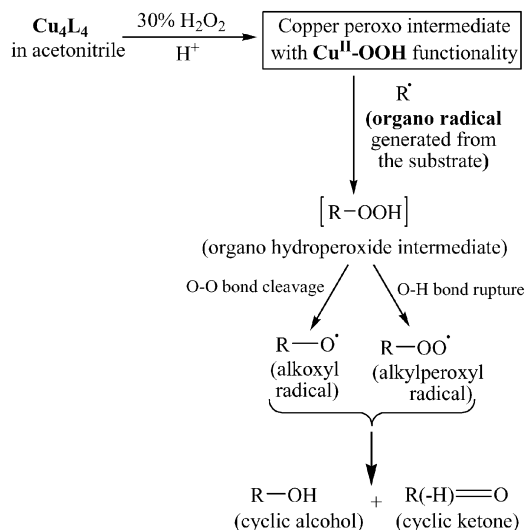 Cu₄L₄
in acetonitrile
30% H₂O₂
H⁺
Copper peroxo intermediate
with Cuᴵᴵ-OOH functionality
R•
(organo radical
generated from
the substrate)
[R–OOH]
(organo hydroperoxide intermediate)
O-O bond cleavage
O-H bond rupture
R—O•
(alkoxyl
radical)
R—OO•
(alkylperoxyl
radical)
R—OH
(cyclic alcohol)
+
R(-H)=O
(cyclic ketone)